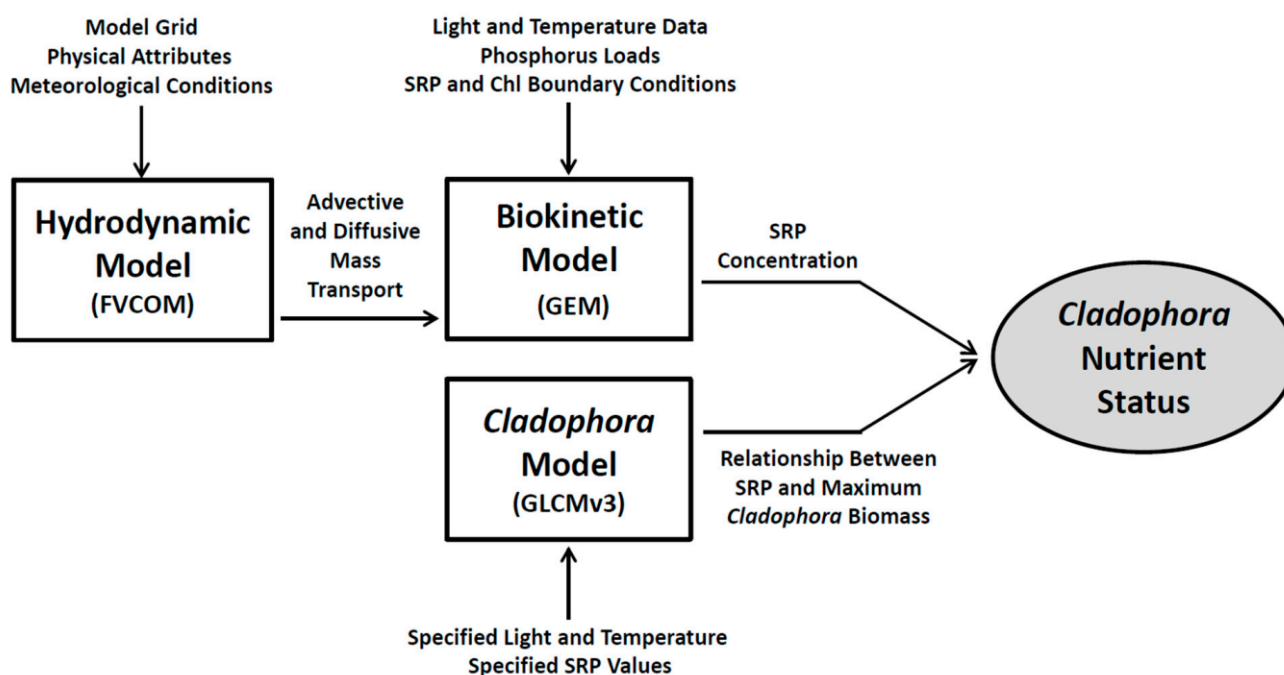 Model Grid
Physical Attributes
Meteorological Conditions
Light and Temperature Data
Phosphorus Loads
SRP and Chl Boundary Conditions
Hydrodynamic
Model
(FVCOM)
Advective
and Diffusive
Mass
Transport
Biokinetic
Model
(GEM)
SRP
Concentration
Cladophora
Nutrient
Status
Cladophora
Model
(GLCMv3)
Relationship Between
SRP and Maximum
Cladophora Biomass
Specified Light and Temperature
Specified SRP Values